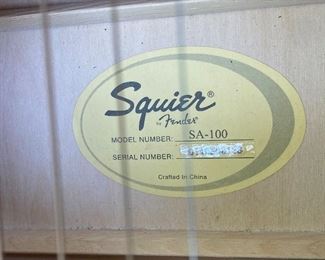 Squier®
by Fender®
MODEL NUMBER: SA-100
SERIAL NUMBER:
Crafted In China